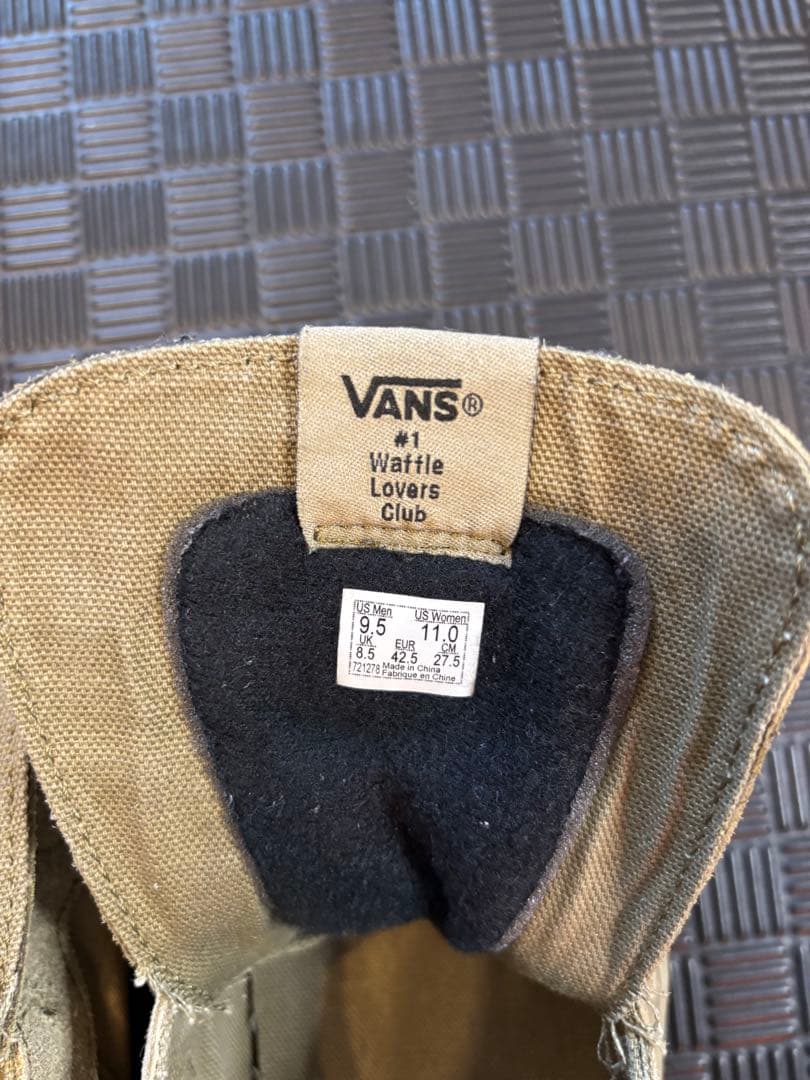 VANS®
#1
Waffle
Lovers
Club
US Men US Women
9.5 11.0
UK EUR CM
8.5 42.5 27.5
721278 Made in China
Fabrique en Chine